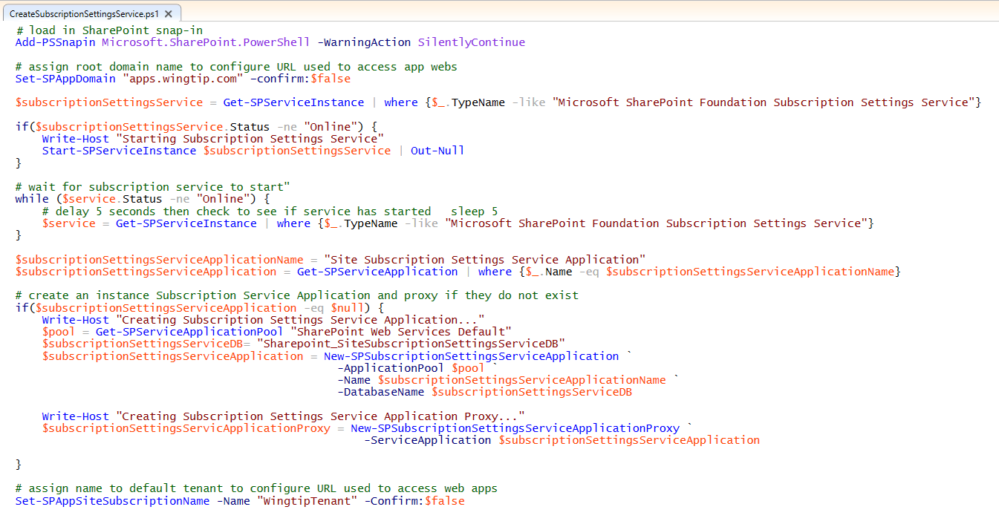 CreateSubscriptionSettingsService.ps1
# load in SharePoint snap-in
Add-PSSnapin Microsoft.SharePoint.PowerShell -WarningAction SilentlyContinue
# assign root domain name to configure URL used to access app webs
Set-SPAppDomain "apps.wingtip.com" -confirm:$false
$subscriptionSettingsService = Get-SPServiceInstance | where {$_.TypeName -like "Microsoft SharePoint Foundation Subscription Settings Service"}
if($subscriptionSettingsService.Status -ne "Online") {
    Write-Host "Starting Subscription Settings Service"
    Start-SPServiceInstance $subscriptionSettingsService | Out-Null
}
# wait for subscription service to start"
while ($service.Status -ne "Online") {
    # delay 5 seconds then check to see if service has started   sleep 5
    $service = Get-SPServiceInstance | where {$_.TypeName -like "Microsoft SharePoint Foundation Subscription Settings Service"}
}
$subscriptionSettingsServiceApplicationName = "Site Subscription Settings Service Application"
$subscriptionSettingsServiceApplication = Get-SPServiceApplication | where {$_.Name -eq $subscriptionSettingsServiceApplicationName}
# create an instance Subscription Service Application and proxy if they do not exist
if($subscriptionSettingsServiceApplication -eq $null) {
    Write-Host "Creating Subscription Settings Service Application..."
    $pool = Get-SPServiceApplicationPool "SharePoint Web Services Default"
    $subscriptionSettingsServiceDB= "Sharepoint_SiteSubscriptionSettingsServiceDB"
    $subscriptionSettingsServiceApplication = New-SPSubscriptionSettingsServiceApplication `
                                                -ApplicationPool $pool `
                                                -Name $subscriptionSettingsServiceApplicationName `
                                                -DatabaseName $subscriptionSettingsServiceDB
    Write-Host "Creating Subscription Settings Service Application Proxy..."
    $subscriptionSettingsServicApplicationProxy = New-SPSubscriptionSettingsServiceApplicationProxy `
                                                    -ServiceApplication $subscriptionSettingsServiceApplication
}
# assign name to default tenant to configure URL used to access web apps
Set-SPAppSiteSubscriptionName -Name "WingtipTenant" -Confirm:$false